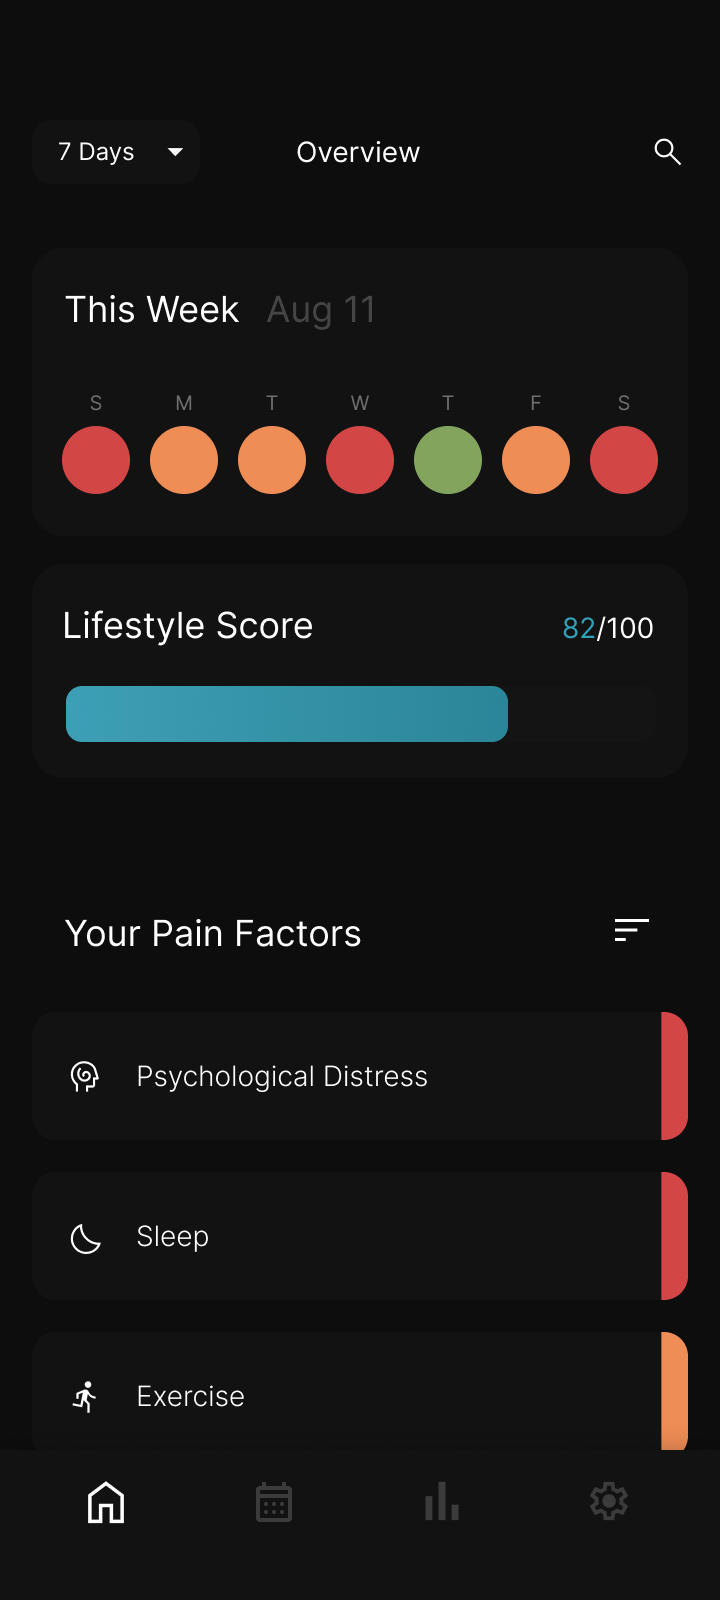 7 Days
Overview
This Week Aug 11
S M T W T F S
Lifestyle Score 82/100
Your Pain Factors
Psychological Distress
Sleep
Exercise